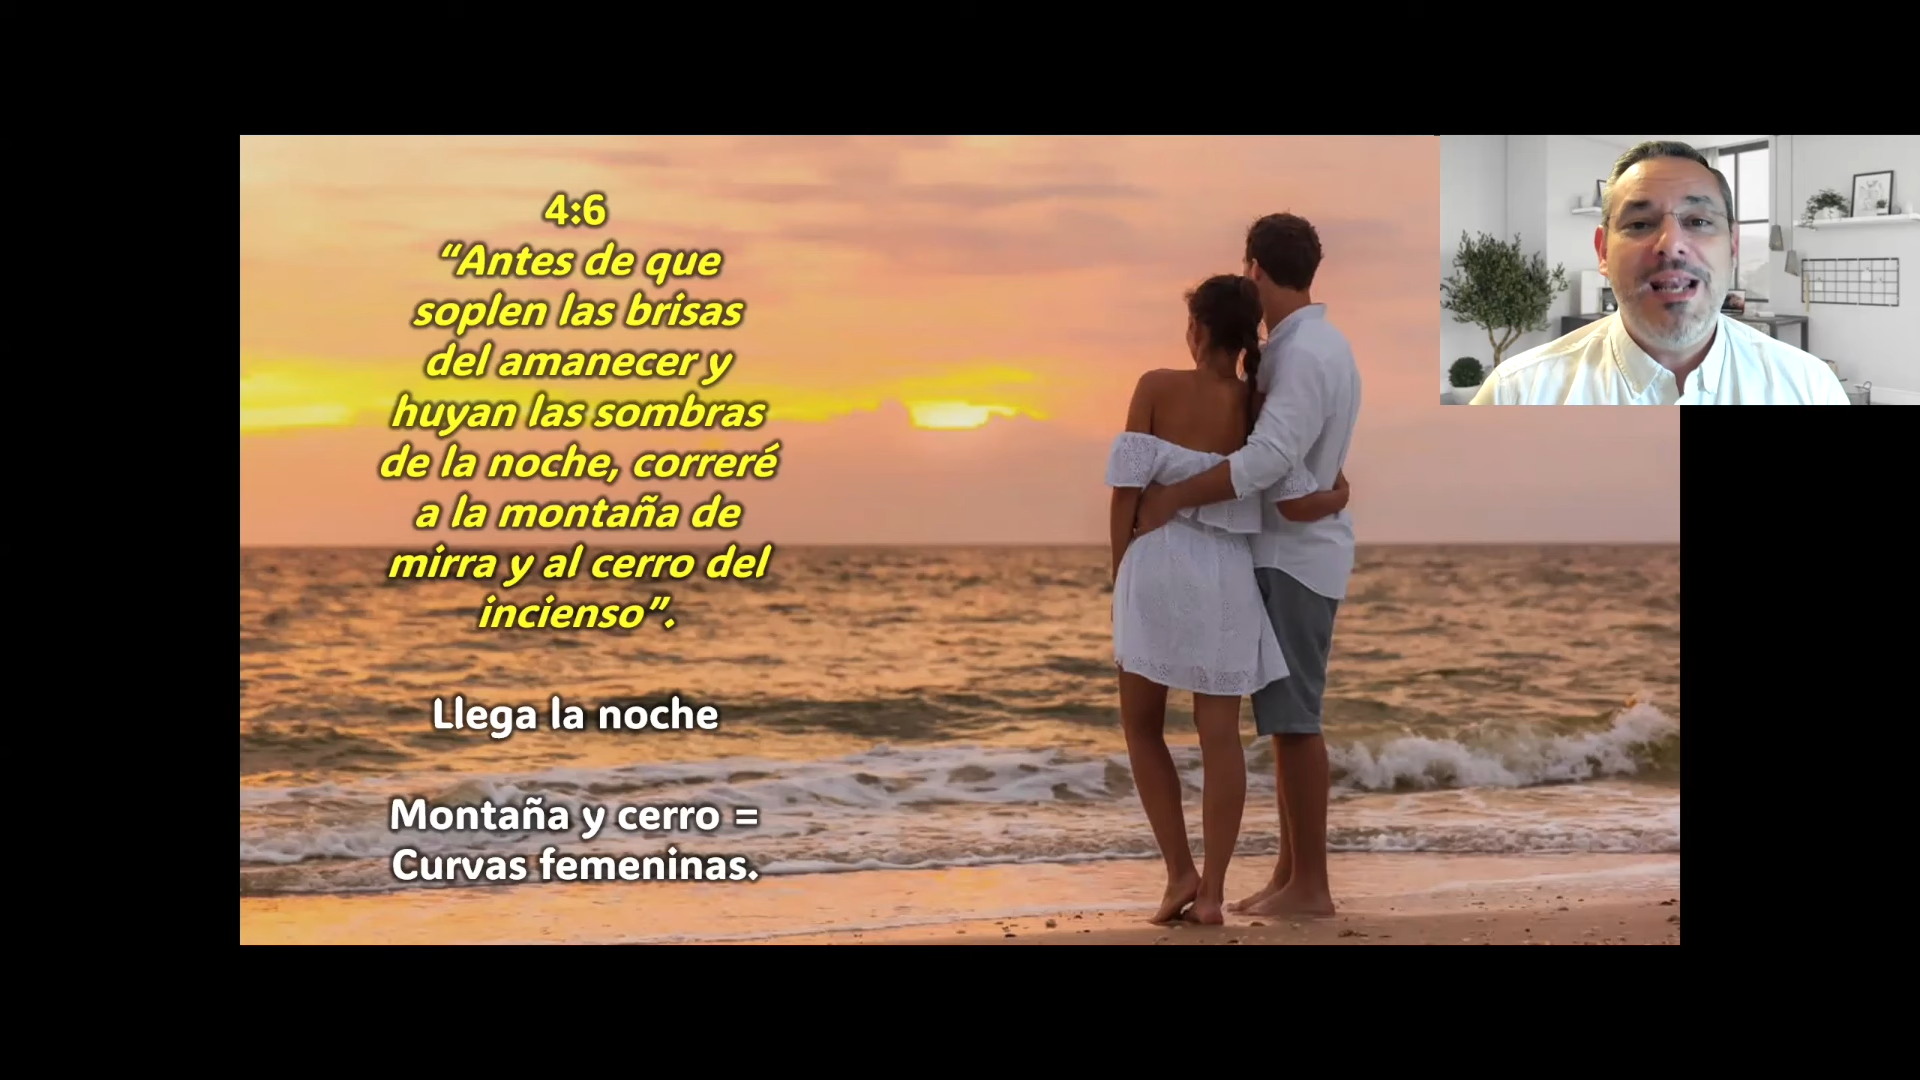 4:6
“Antes de que
soplen las brisas
del amanecer y
huyan las sombras
de la noche, correré
a la montaña de
mirra y al cerro del
incienso”.
Llega la noche
Montaña y cerro =
Curvas femeninas.